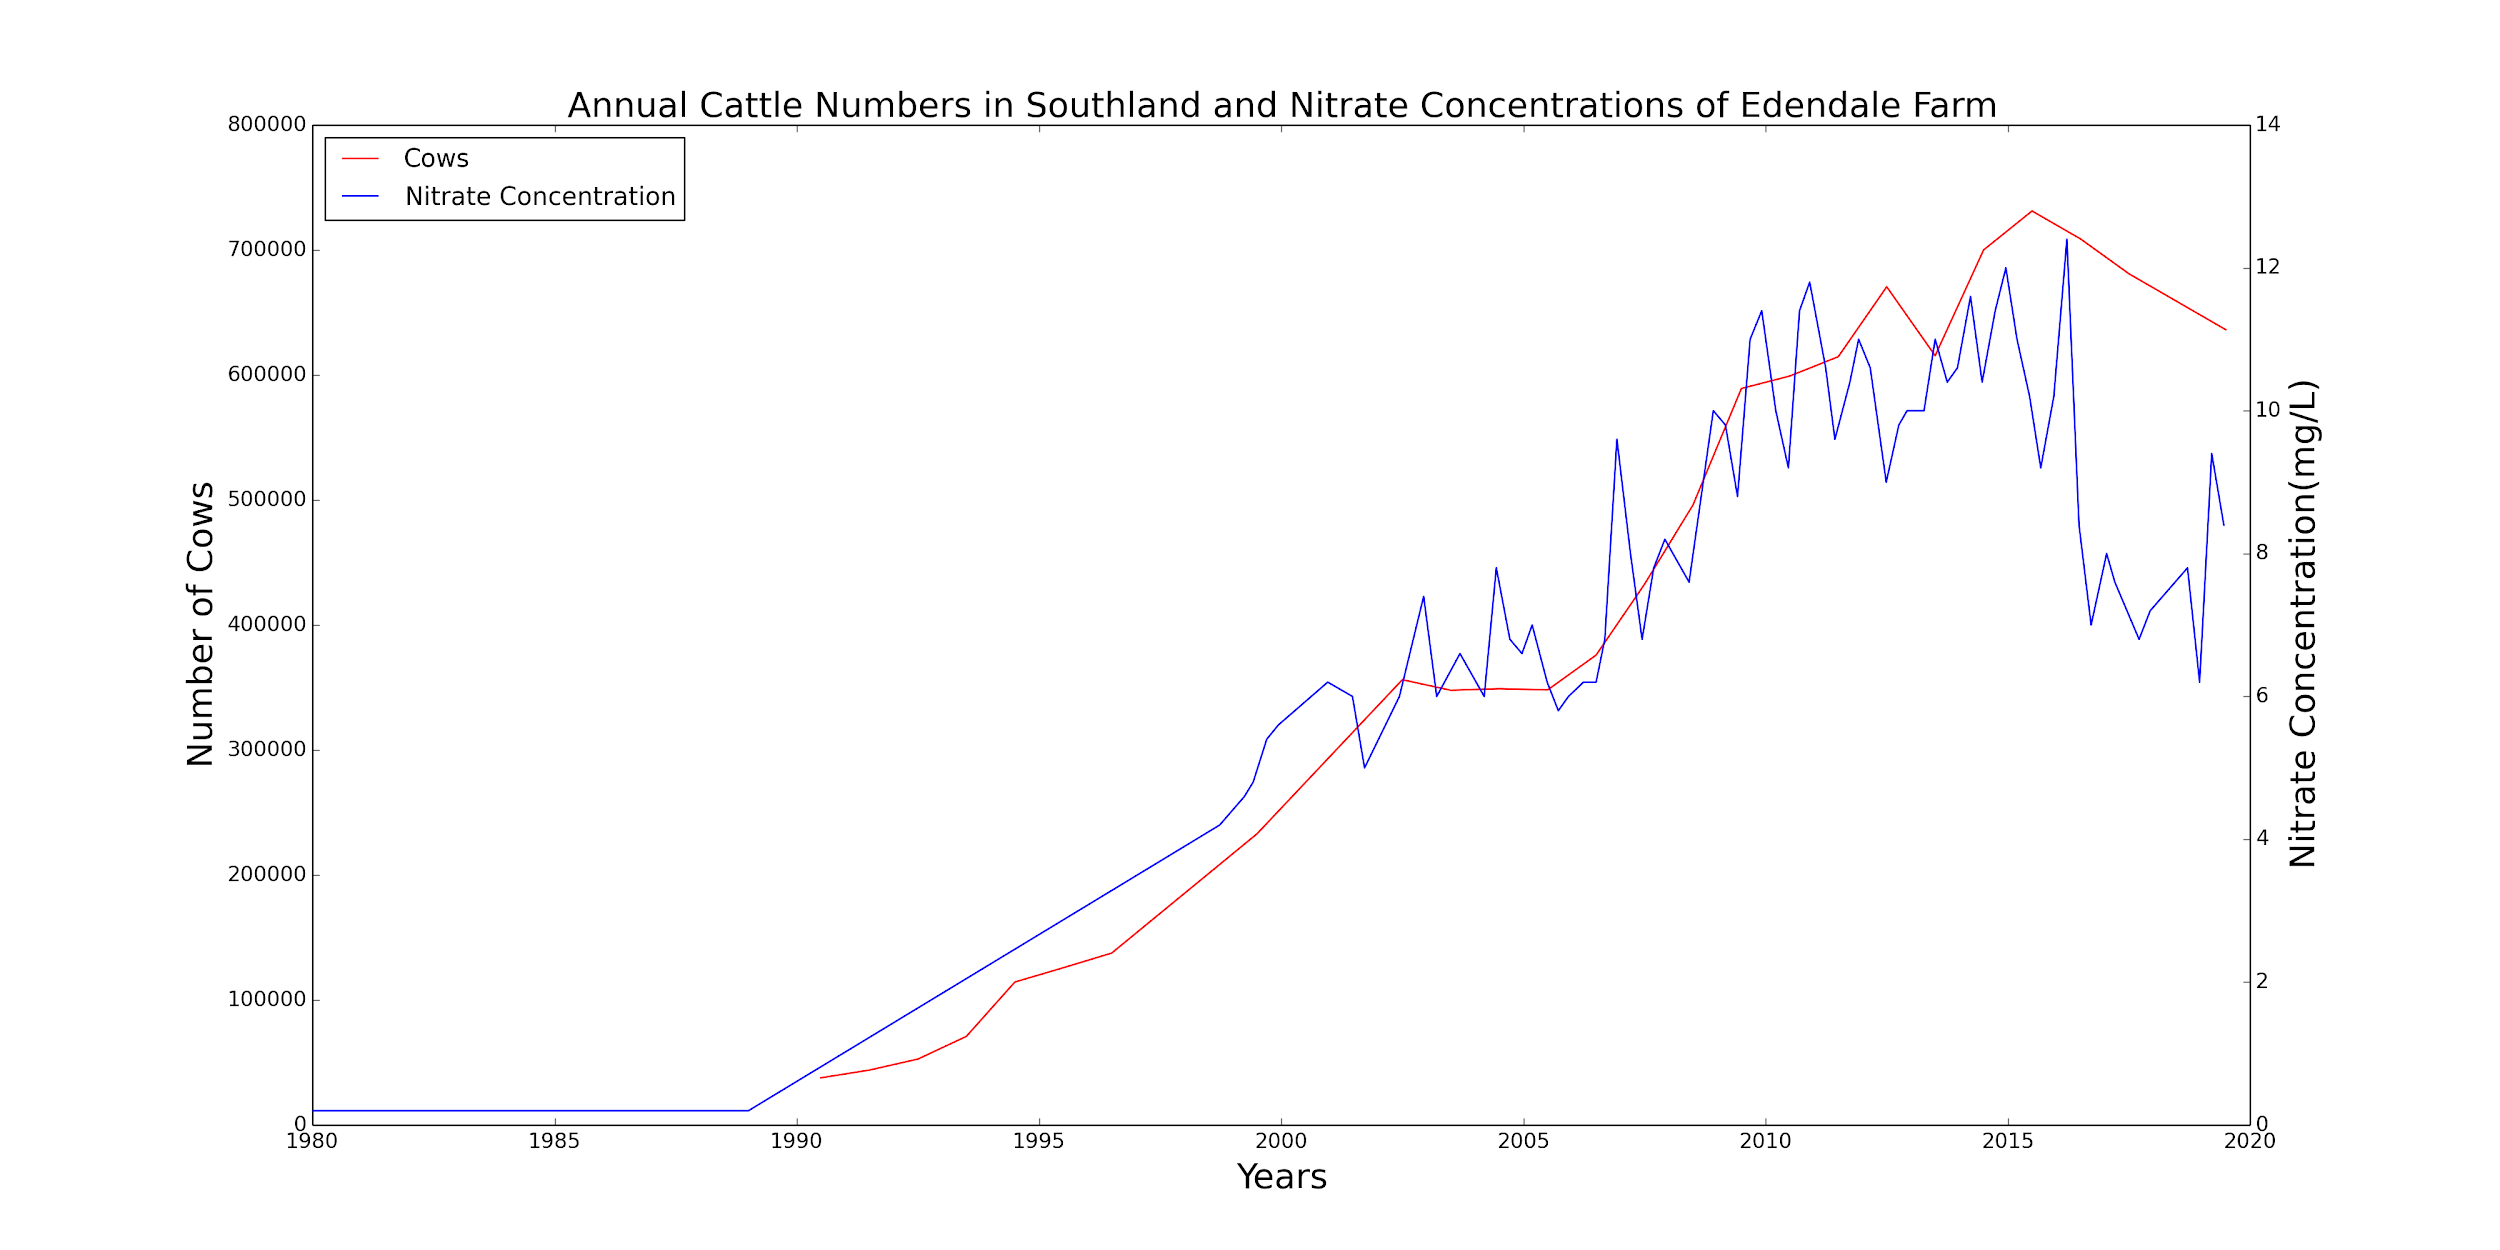 Annual Cattle Numbers in Southland and Nitrate Concentrations of Edendale Farm
Cows
Nitrate Concentration
800000
700000
600000
500000
400000
300000
200000
100000
0
Number of Cows
14
12
10
8
6
4
2
0
Nitrate Concentration(mg/L)
1980 1985 1990 1995 2000 2005 2010 2015 2020
Years